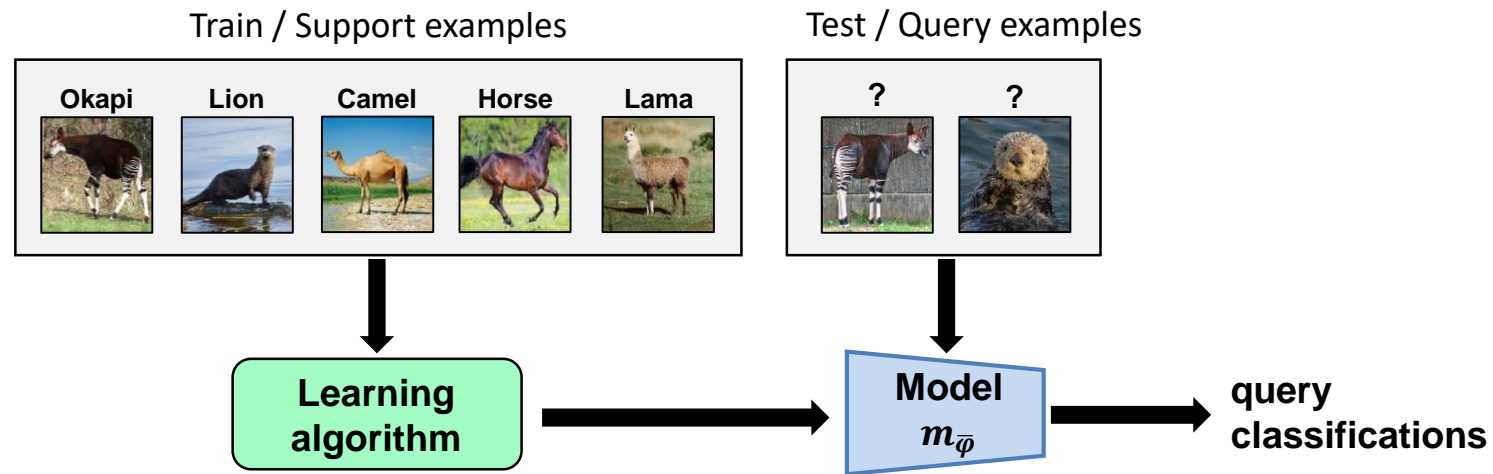 Train / Support examples
Test / Query examples
Okapi
Lion
Camel
Horse
Lama
?
?
Learning
algorithm
Model
m_φ̅
query
classifications